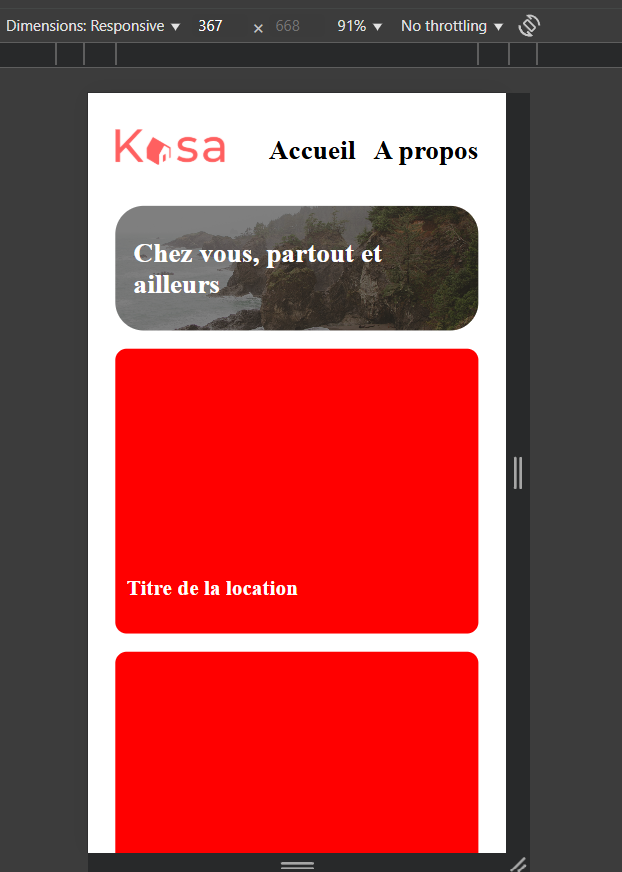 Dimensions: Responsive 367 × 668 91% No throttling
Kasa Accueil A propos
Chez vous, partout et
ailleurs
Titre de la location